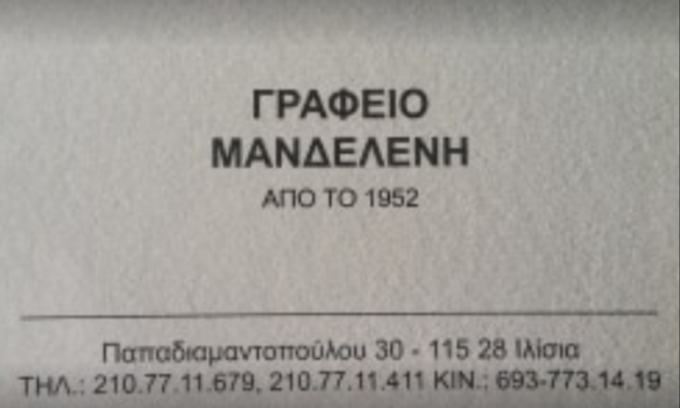 ΓΡΑΦΕΙΟ
ΜΑΝΔΕΛΕΝΗ
ΑΠΟ ΤΟ 1952
Παπαδιαμαντοπούλου 30 - 115 28 Ιλίσια
ΤΗΛ.: 210.77.11.679, 210.77.11.411 ΚΙΝ.: 693-773.14.19